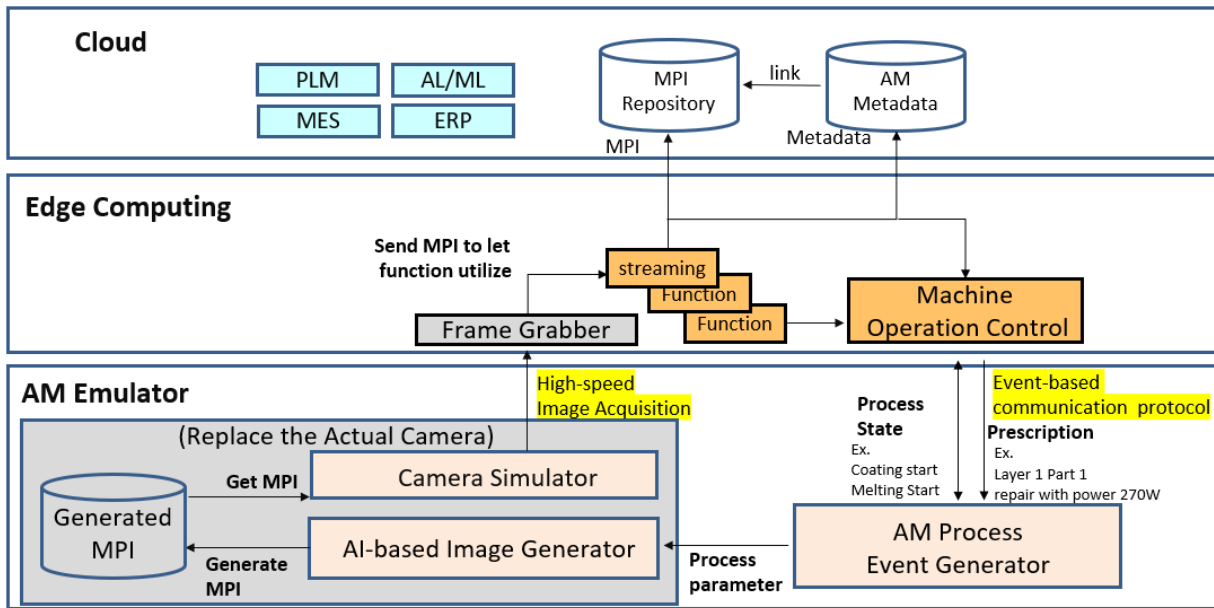 Cloud
PLM
AL/ML
MES
ERP
MPI
Repository
link
AM
Metadata
MPI
Metadata
Edge Computing
Send MPI to let
function utilize
streaming
Function
Function
Machine
Operation Control
Frame Grabber
AM Emulator
High-speed
Image Acquisition
Event-based
communication protocol
Process
State
Ex.
Coating start
Melting Start
Prescription
Ex.
Layer 1 Part 1
repair with power 270W
(Replace the Actual Camera)
Get MPI
Camera Simulator
Generated
MPI
AI-based Image Generator
Generate
MPI
Process
parameter
AM Process
Event Generator